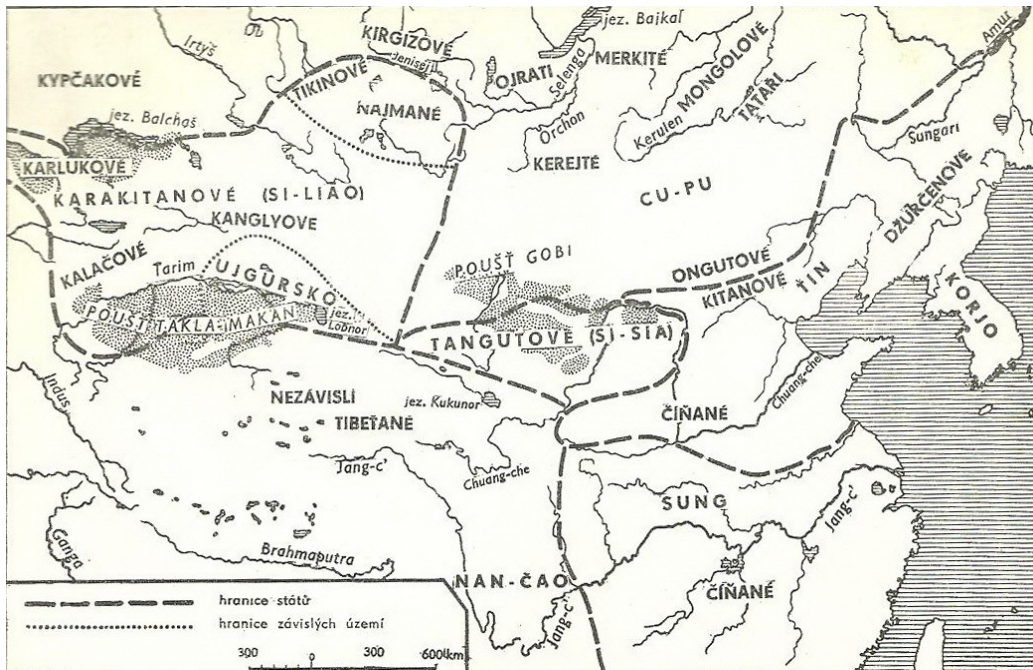 Irtyš
KIRGIZOVÉ
Jenisej
jez. Bajkal
MERKITÉ
Amur
KYPČAKOVÉ
TIKINOVÉ
OJRATI
Selenga
MONGOLOVÉ
TATAŘI
jez. Balchaš
NAJMANÉ
Orchon
Kerulen
Sungari
KEREJTÉ
KARLUKOVÉ
KARAKITANOVÉ (SI-LIAO)
CU-PU
DŽURČENOVÉ
KANGLYOVE
KALAČOVÉ
Tarim
UJGŮRSKO
POUŠŤ GOBI
ONGUTOVÉ
KITANOVÉ
ŤIN
KORJO
POUŠŤ TAKLA-MAKAN
jez. Lobnor
TANGUTOVÉ (SI-SIA)
Indus
NEZÁVISLÍ
TIBEŤANÉ
jez. Kukunor
ČÍŇANÉ
Chuang-che
Jang-c'
Chuang-che
SUNG
Jang-c'
Ganga
Brahmaputra
NAN-ČAO
ČÍŇANÉ
Jang-c'
hranice států
hranice závislých území
300 0 300 600km